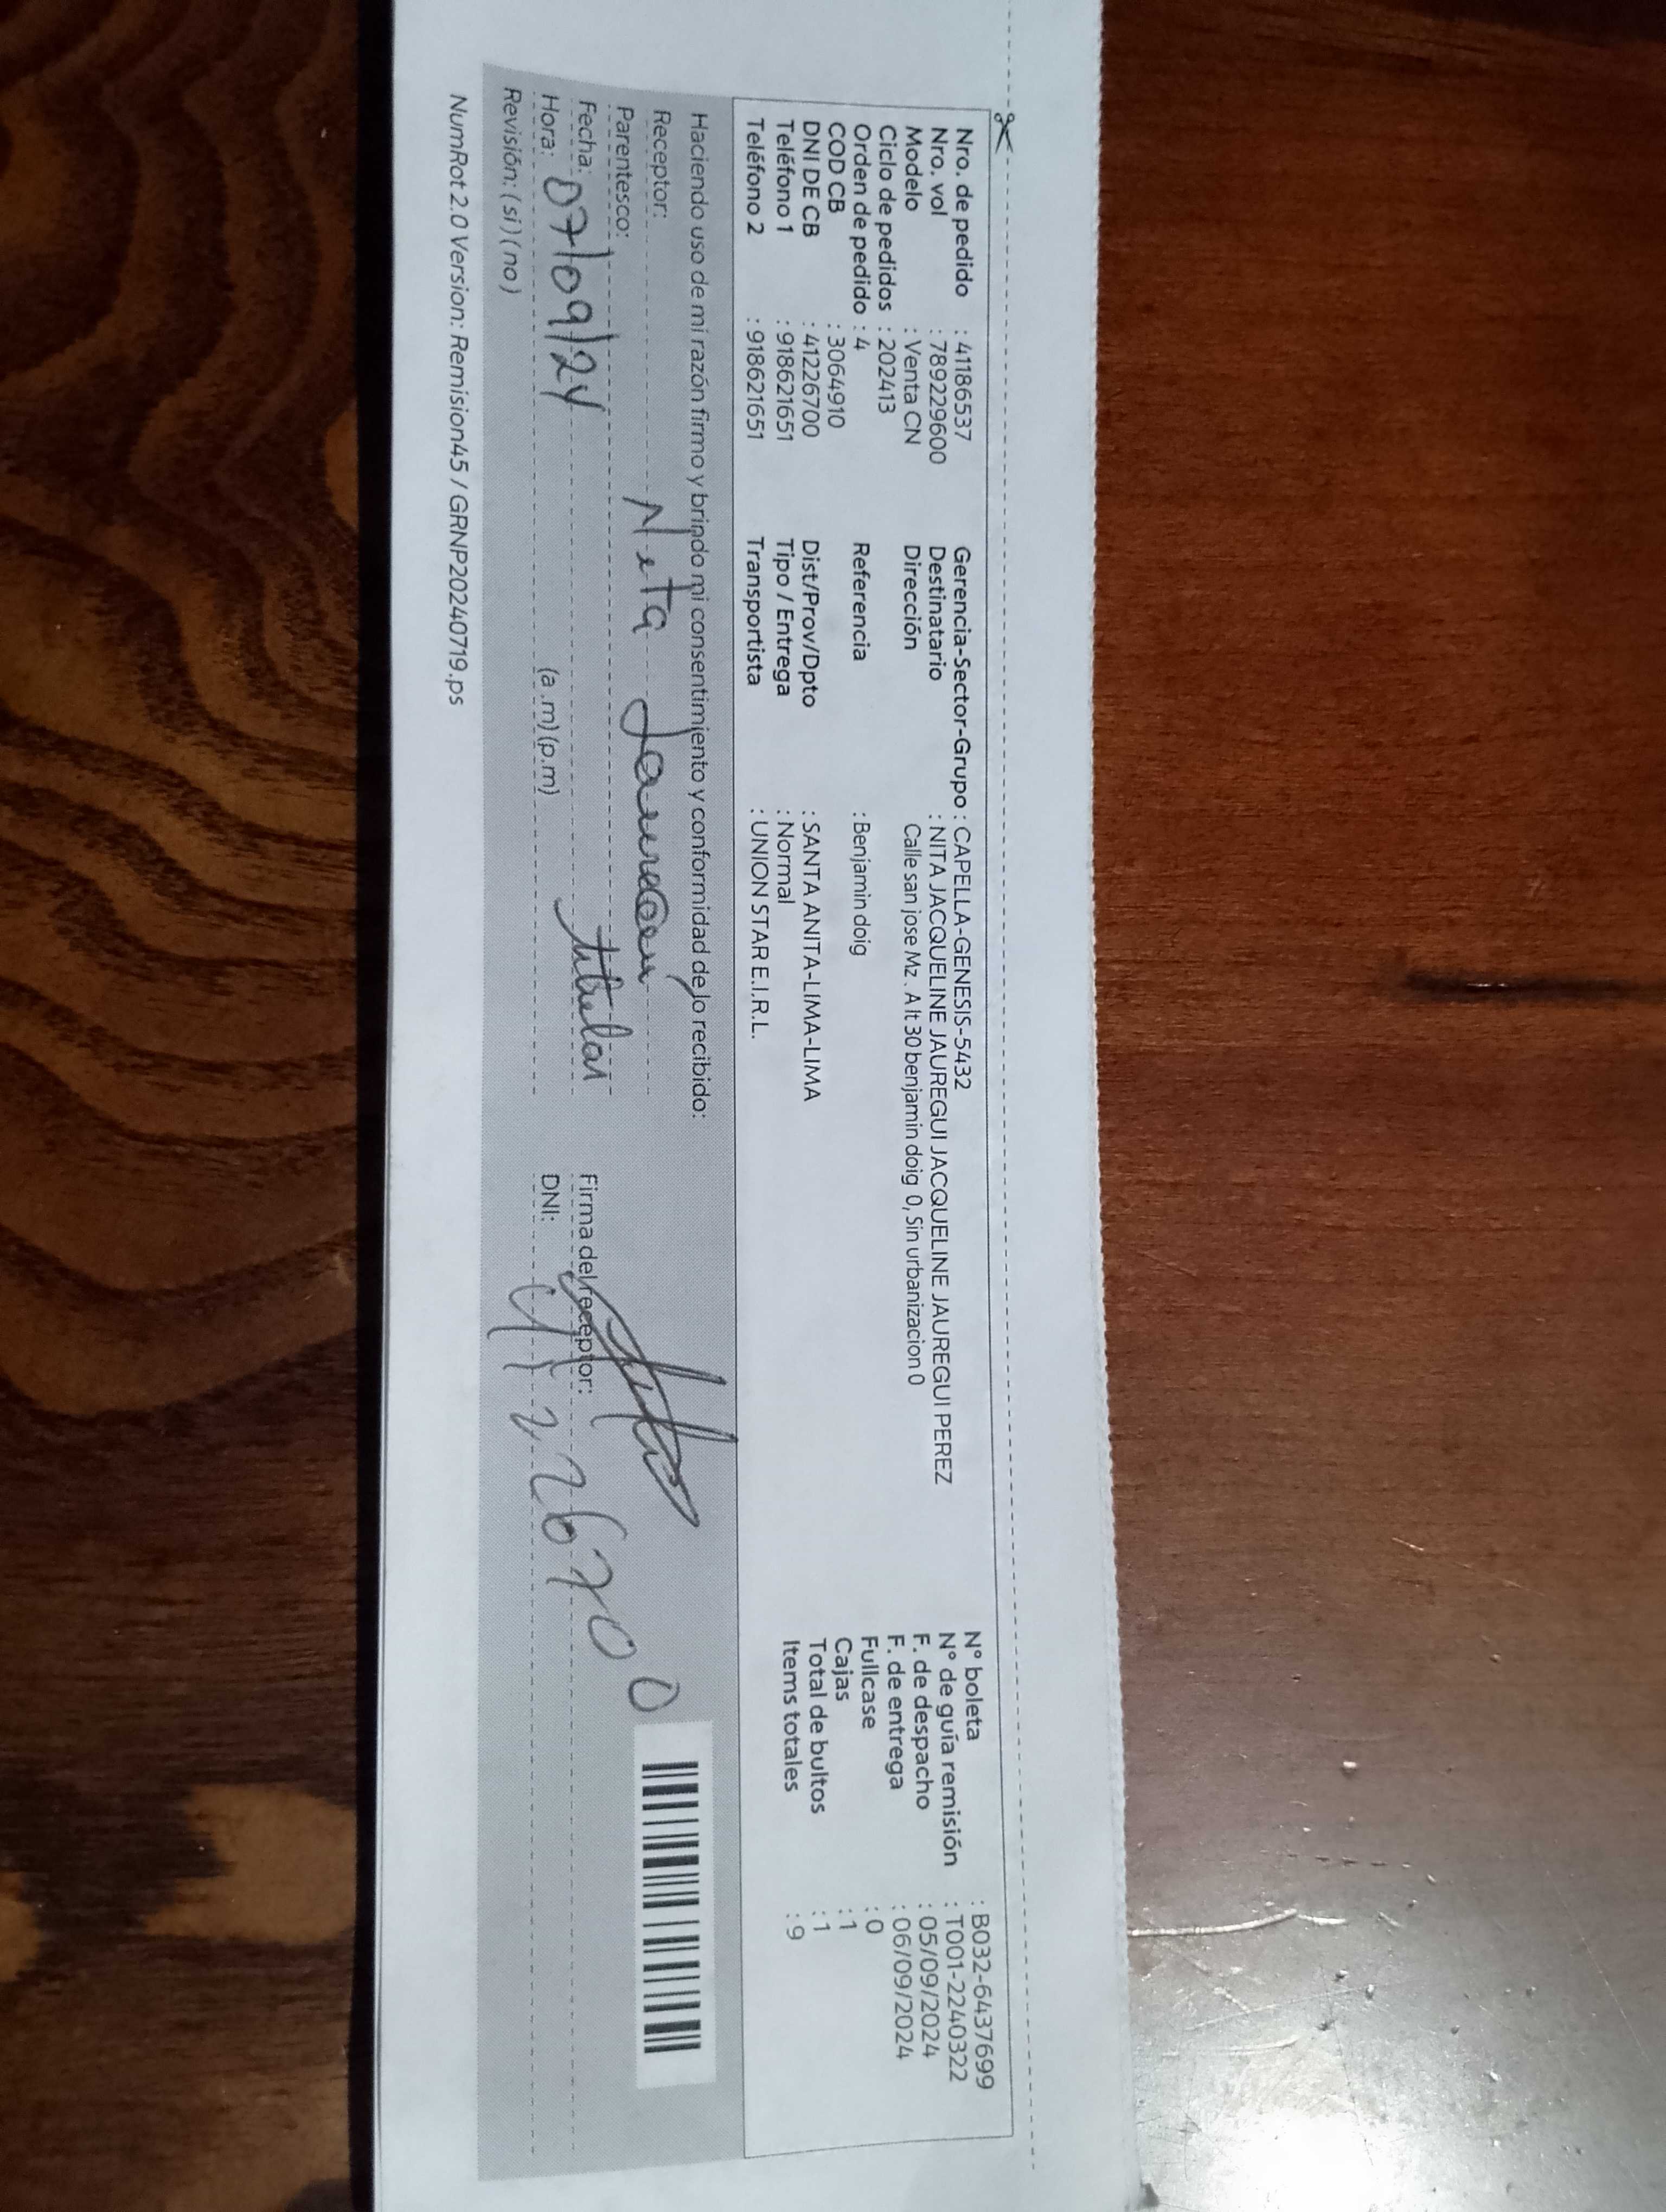 Nro. de pedido : 41186537
Nro. vol : 789229600
Modelo : Venta CN
Ciclo de pedidos : 202413
Orden de pedido : 4
COD CB : 3064910
DNI DE CB : 41226700
Teléfono 1 : 918621651
Teléfono 2 : 918621651
Gerencia-Sector-Grupo : CAPELLA-GENESIS-5432
Destinatario : NITA JACQUELINE JAUREGUI JACQUELINE JAUREGUI PEREZ
Dirección Calle san jose Mz. A lt 30 benjamin doig 0, Sin urbanizacion 0
Referencia : Benjamin doig
Dist/Prov/Dpto : SANTA ANITA-LIMA-LIMA
Tipo / Entrega : Normal
Transportista : UNION STAR E.I.R.L.
N° boleta : B032-6437699
N° de guía remisión : T001-2240322
F. de despacho : 05/09/2024
F. de entrega : 06/09/2024
Fullcase : 0
Cajas : 1
Total de bultos : 1
Items totales : 9
Haciendo uso de mi razón firmo y brindo mi consentimiento y conformidad de lo recibido:
Receptor: Nita
Parentesco: titular
Fecha: 07/09/24
Hora: (a.m) (p.m)
Revisión: (si) (no)
Firma del receptor:
DNI: 41226700
NumRot 2.0 Version: Remision45 / GRNP20240719.ps